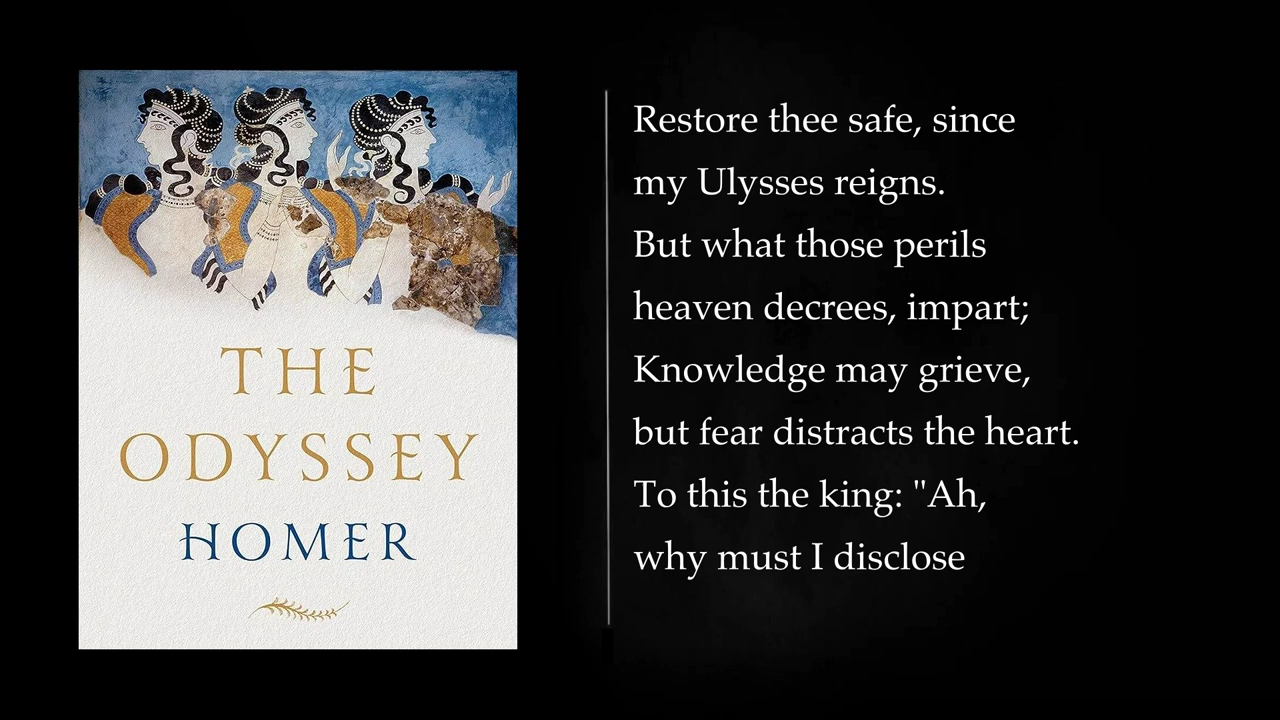 THE
ODYSSEY
HOMER
Restore thee safe, since
my Ulysses reigns.
But what those perils
heaven decrees, impart;
Knowledge may grieve,
but fear distracts the heart.
To this the king: "Ah,
why must I disclose